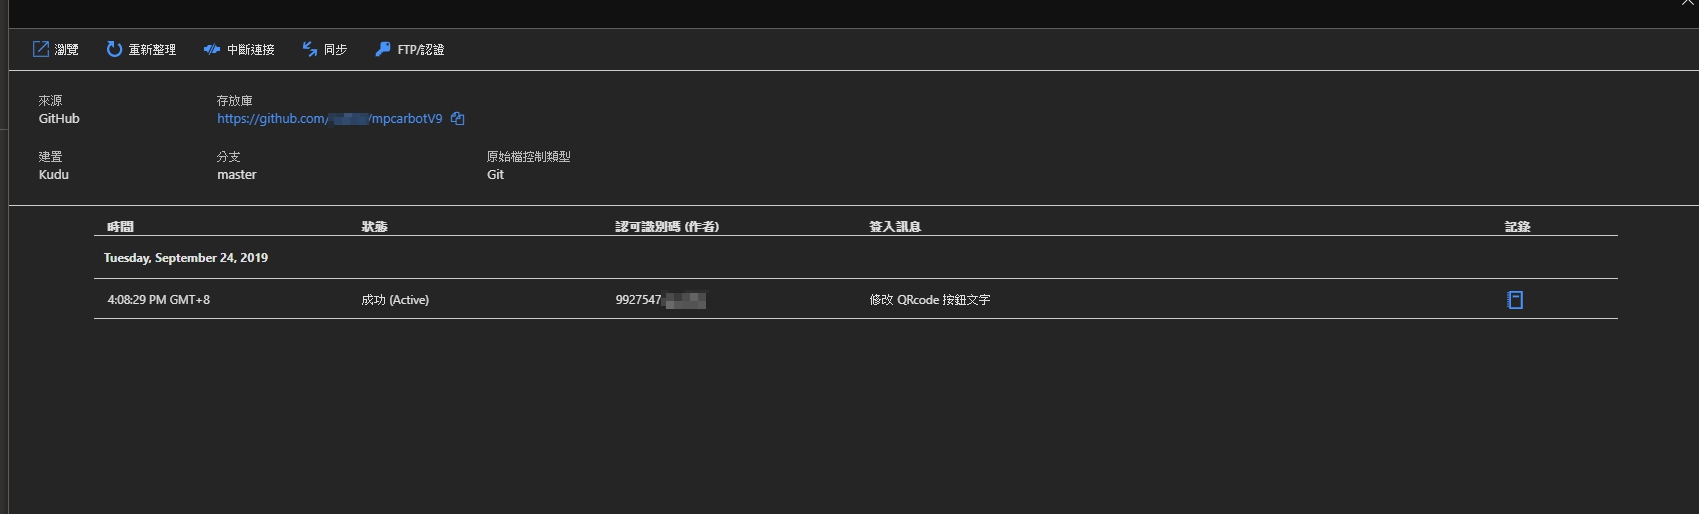 瀏覽 重新整理 中斷連接 同步 FTP/認證
來源 存放庫
GitHub https://github.com/ /mpcarbotV9
建置 分支 原始檔控制類型
Kudu master Git
時間 狀態 認可識別碼 (作者) 簽入訊息 記錄
Tuesday, September 24, 2019
4:08:29 PM GMT+8 成功 (Active) 9927547 修改 QRcode 按鈕文字